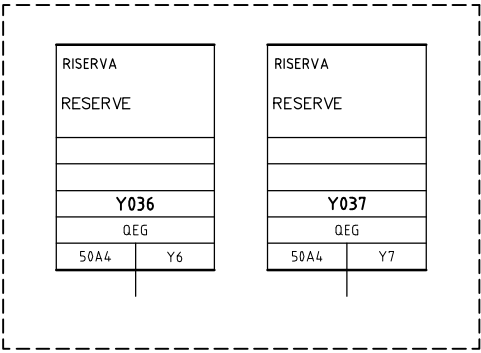 RISERVA
RESERVE
Y036
QEG
50A4 Y6
RISERVA
RESERVE
Y037
QEG
50A4 Y7